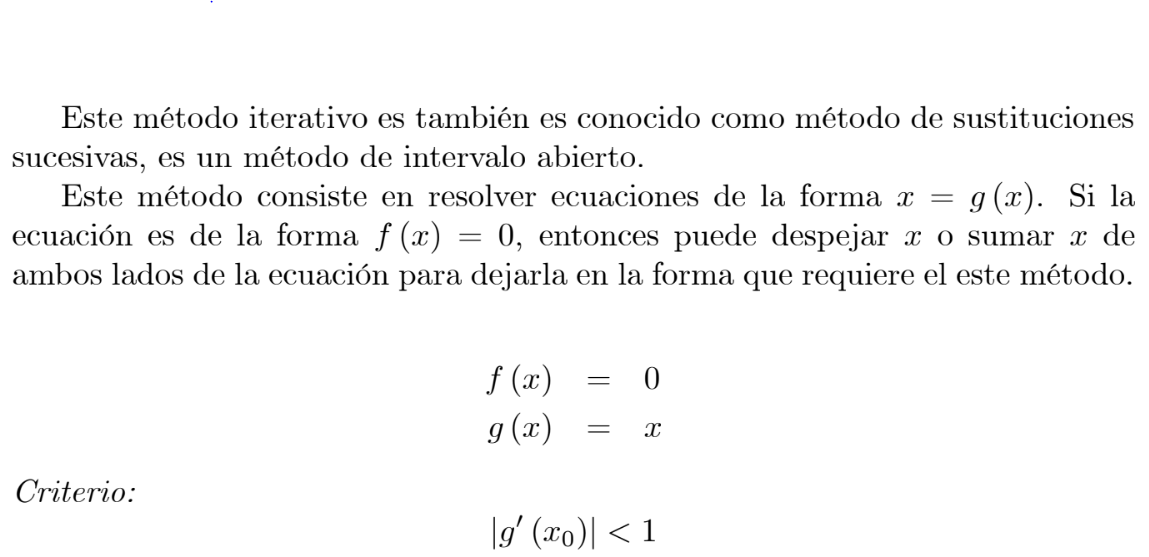 Este método iterativo es también es conocido como método de sustituciones
sucesivas, es un método de intervalo abierto.
Este método consiste en resolver ecuaciones de la forma x = g (x). Si la
ecuación es de la forma f (x) = 0, entonces puede despejar x o sumar x de
ambos lados de la ecuación para dejarla en la forma que requiere el este método.
f (x) = 0
g (x) = x
Criterio:
|g′ (x₀)| < 1